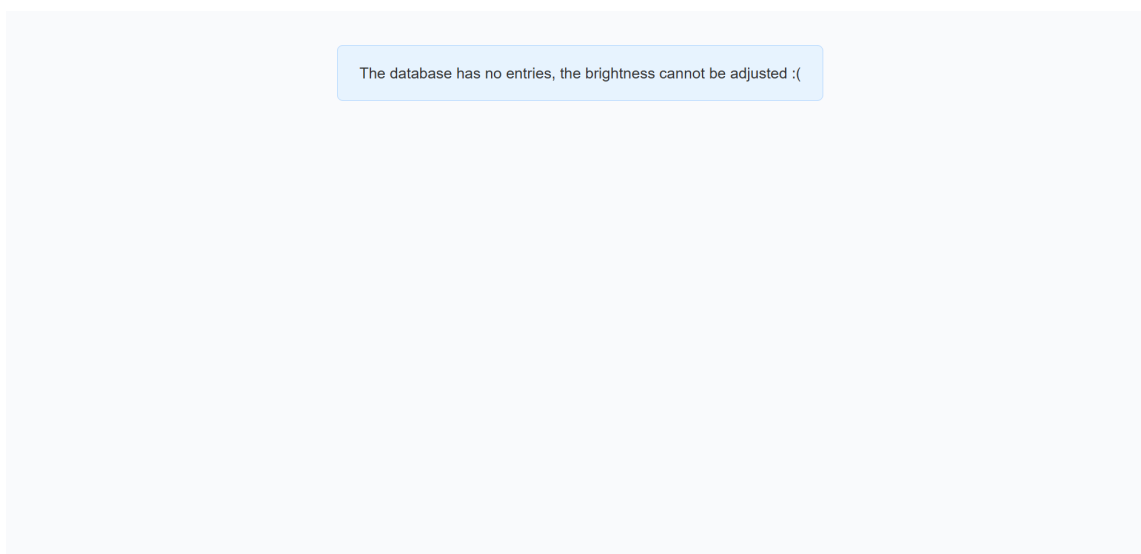 The database has no entries, the brightness cannot be adjusted :(